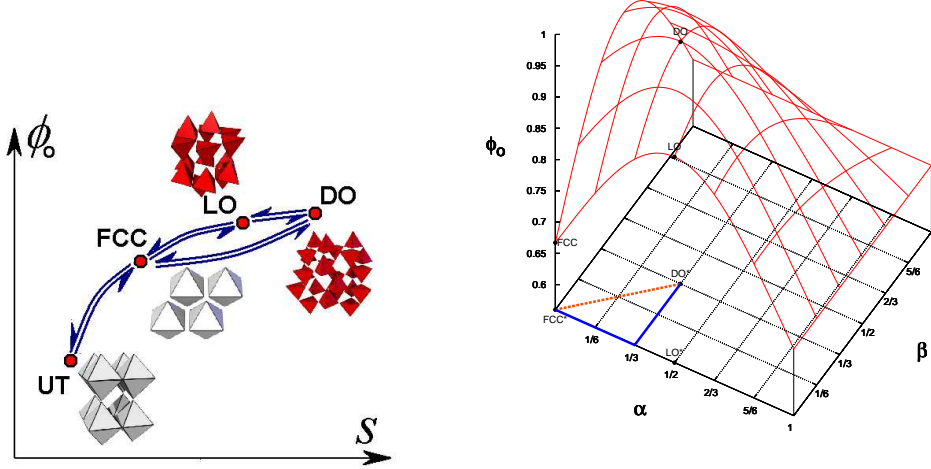 ϕₒ
LO
DO
FCC
UT
S
ϕₒ
1
0.95
0.9
0.85
0.8
0.75
0.7
0.65
0.6
DO
LO
FCC
DO*
FCC*
LO*
1/6
1/3
1/2
2/3
5/6
1
α
1/6
1/3
1/2
2/3
5/6
β